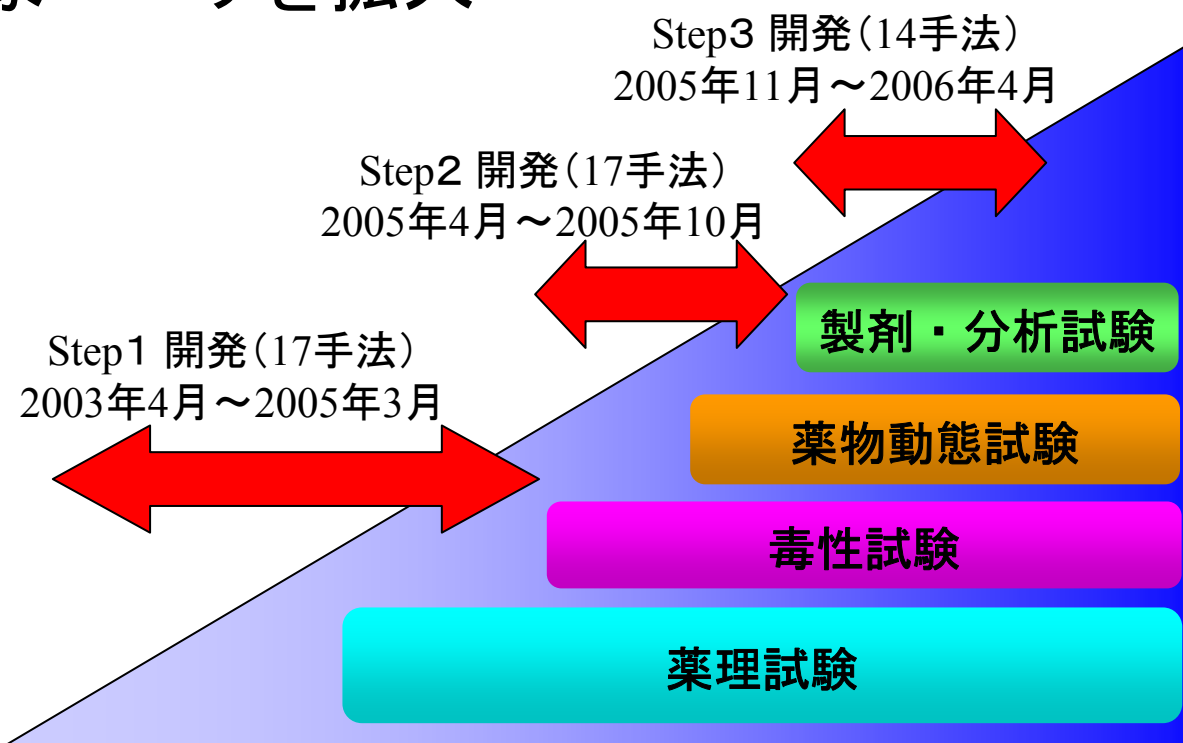 を拡大
Step3 開発（14手法）
2005年11月～2006年4月
Step2 開発（17手法）
2005年4月～2005年10月
Step1 開発（17手法）
2003年4月～2005年3月
製剤・分析試験
薬物動態試験
毒性試験
薬理試験